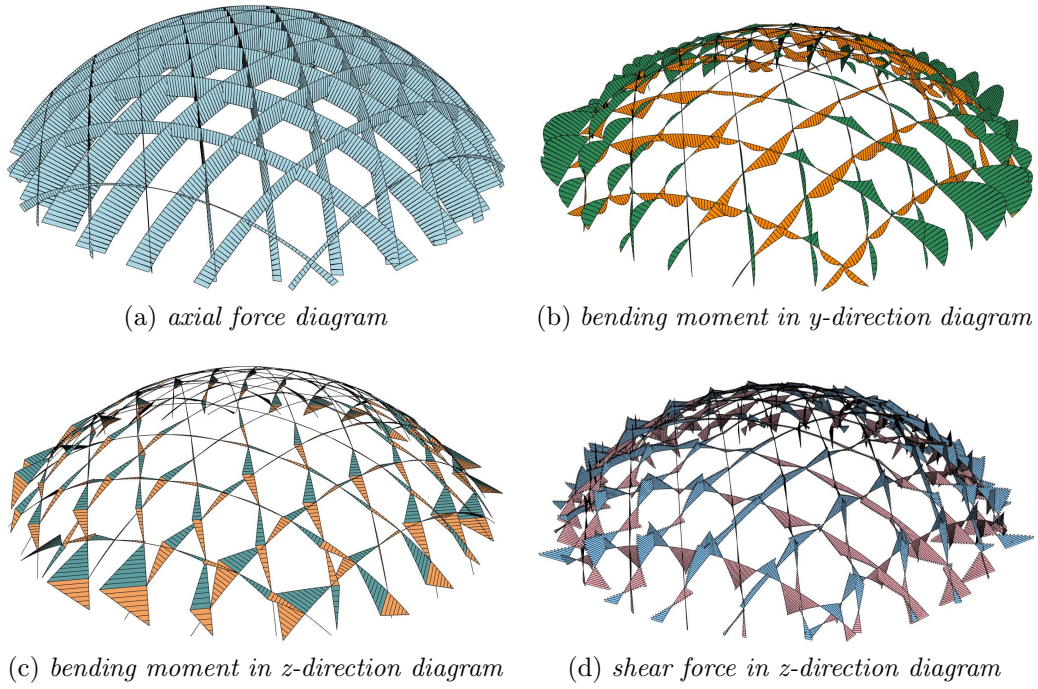 (a) axial force diagram
(b) bending moment in y-direction diagram
(c) bending moment in z-direction diagram
(d) shear force in z-direction diagram